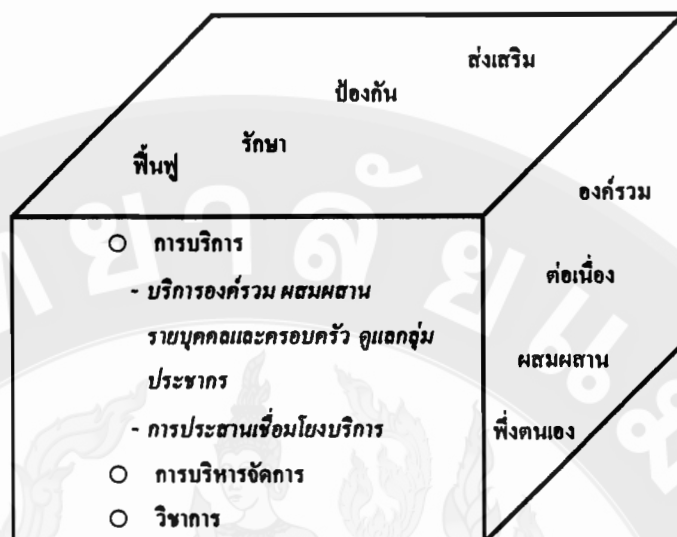 ส่งเสริม
ป้องกัน
รักษา
ฟื้นฟู
องค์รวม
ต่อเนื่อง
ผสมผสาน
พึ่งตนเอง
○ การบริการ
- บริการองค์รวม ผสมผสาน
รายบุคคลและครอบครัว ดูแลกลุ่ม
ประชากร
- การประสานเชื่อมโยงบริการ
○ การบริหารจัดการ
○ วิชาการ